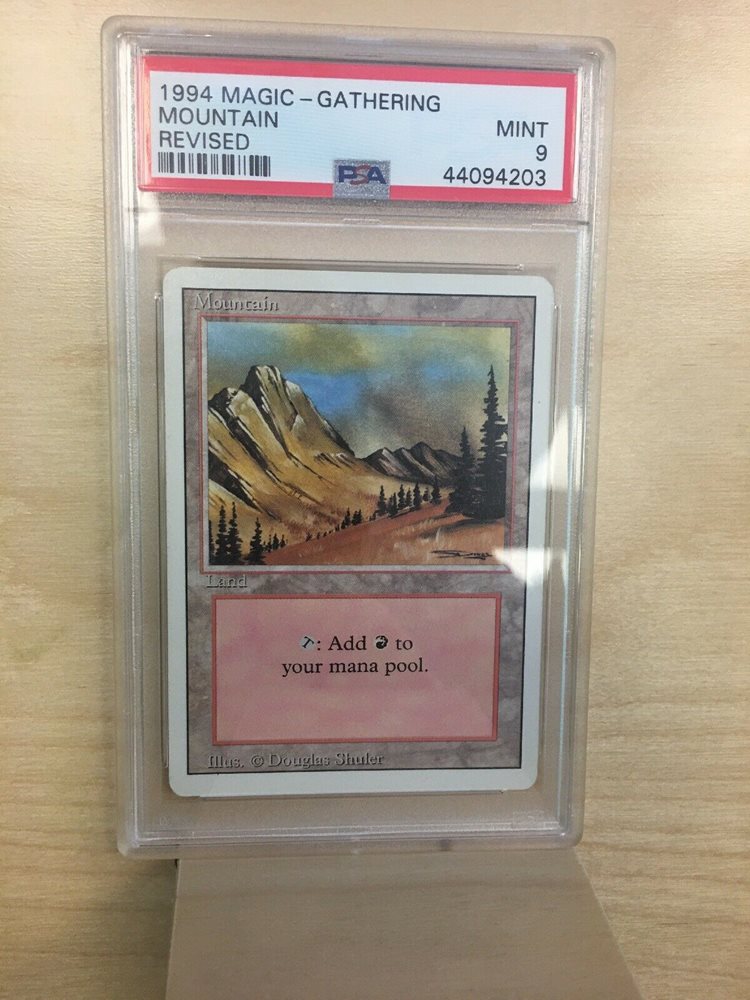 1994 MAGIC - GATHERING
MOUNTAIN
REVISED
MINT
9
PSA
44094203
Mountain
Land
T: Add to
your mana pool.
Illus. © Douglas Shuler